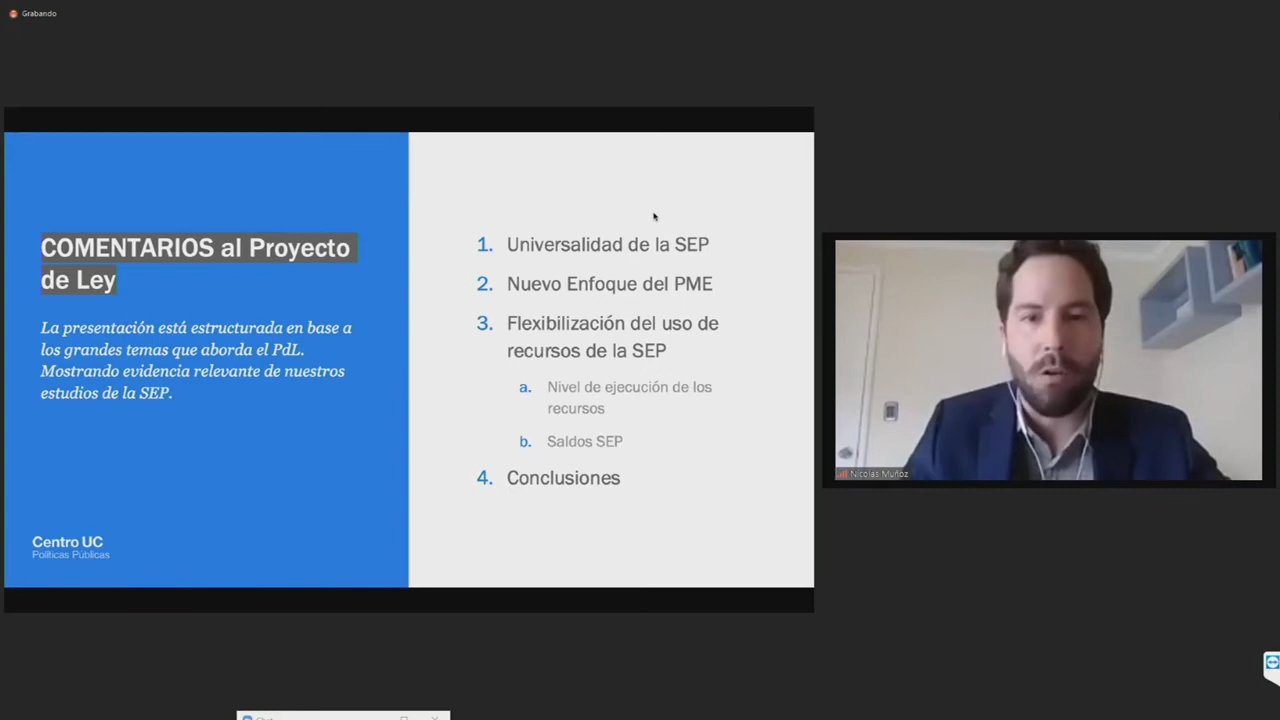 Grabando
COMENTARIOS al Proyecto
de Ley
La presentación está estructurada en base a
los grandes temas que aborda el PdL.
Mostrando evidencia relevante de nuestros
estudios de la SEP.
Centro UC
Políticas Públicas
1. Universalidad de la SEP
2. Nuevo Enfoque del PME
3. Flexibilización del uso de
recursos de la SEP
a. Nivel de ejecución de los
recursos
b. Saldos SEP
4. Conclusiones
Nicolas Muñoz